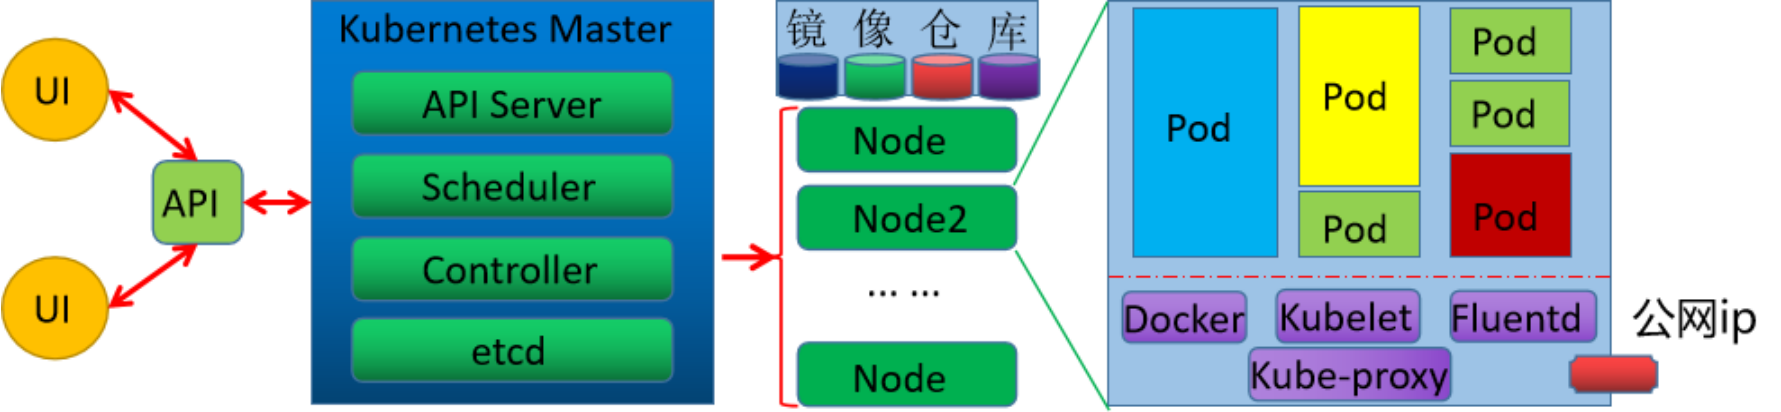 UI
UI
API
Kubernetes Master
API Server
Scheduler
Controller
etcd
镜像仓库
Node
Node2
... ...
Node
Pod
Pod
Pod
Pod
Pod
Pod
Docker
Kubelet
Fluentd
Kube-proxy
公网ip